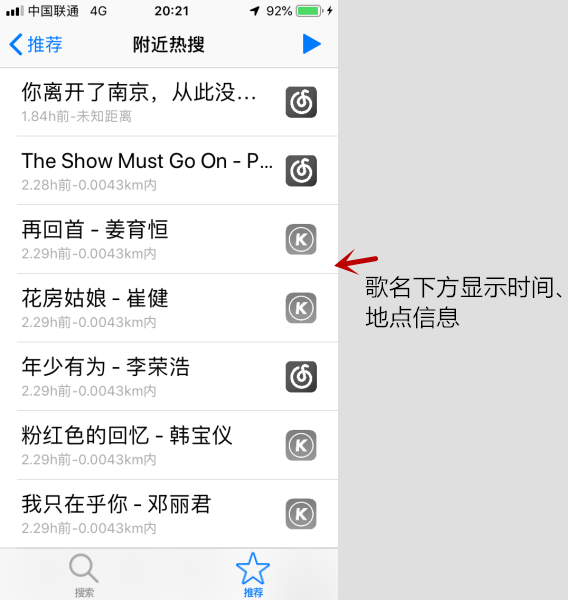 中国联通 4G 20:21 92%
推荐 附近热搜
你离开了南京，从此没...
1.84h前-未知距离
The Show Must Go On - P...
2.28h前-0.0043km内
再回首 - 姜育恒
2.29h前-0.0043km内
花房姑娘 - 崔健
2.29h前-0.0043km内
年少有为 - 李荣浩
2.29h前-0.0043km内
粉红色的回忆 - 韩宝仪
2.29h前-0.0043km内
我只在乎你 - 邓丽君
2.29h前-0.0043km内
搜索 推荐
歌名下方显示时间、
地点信息